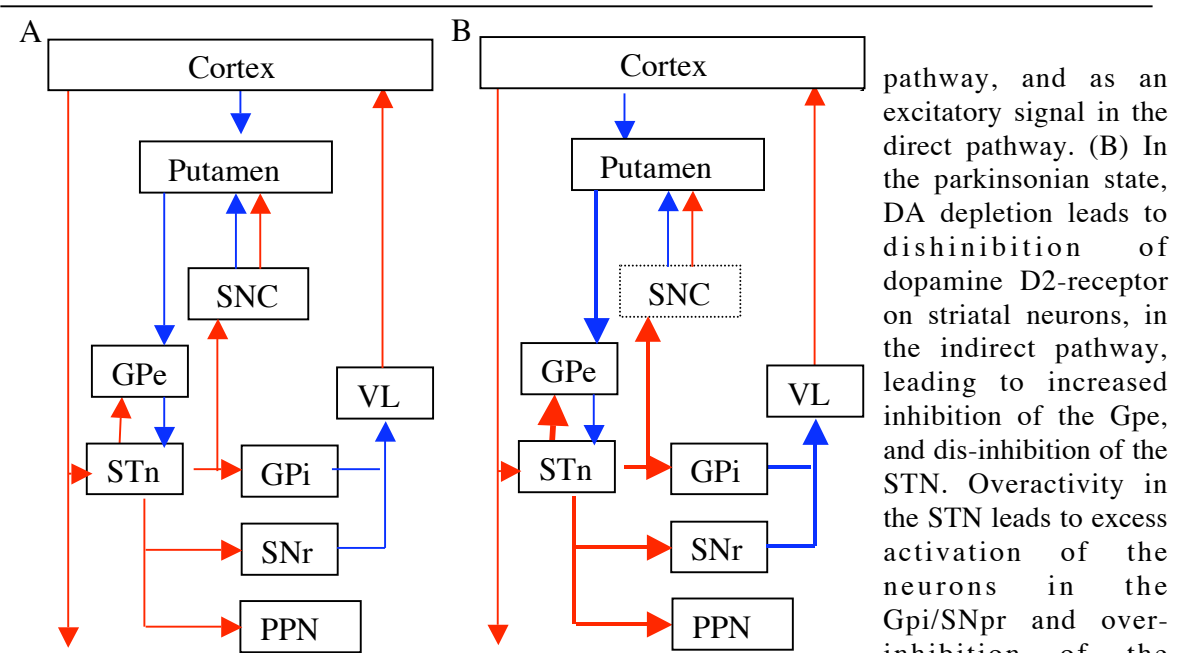 A
Cortex
Putamen
SNC
GPe
VL
STn
GPi
SNr
PPN
B
Cortex
Putamen
SNC
GPe
VL
STn
GPi
SNr
PPN
pathway, and as an
excitatory signal in the
direct pathway. (B) In
the parkinsonian state,
DA depletion leads to
dishinibition of
dopamine D2-receptor
on striatal neurons, in
the indirect pathway,
leading to increased
inhibition of the Gpe,
and dis-inhibition of the
STN. Overactivity in
the STN leads to excess
activation of the
neurons in the
Gpi/SNpr and over-
inhibition of the